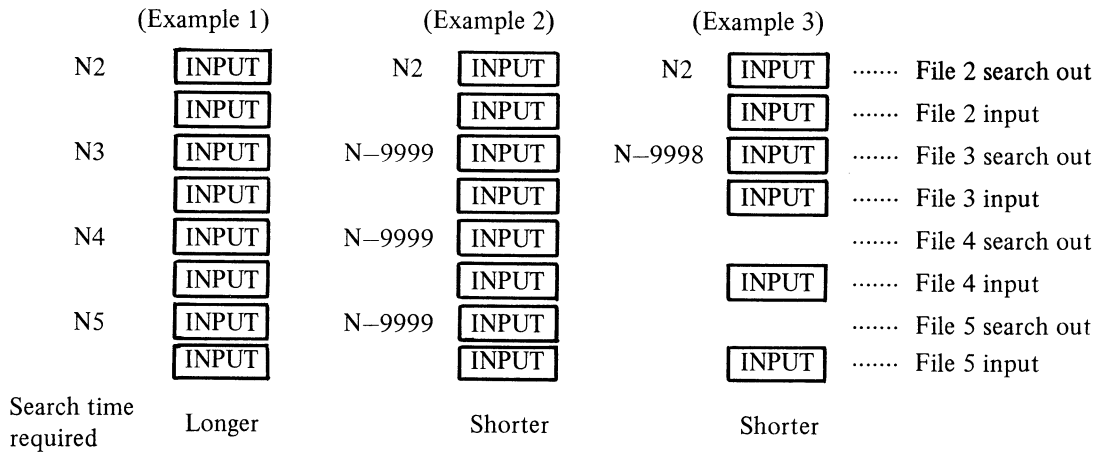 (Example 1) (Example 2) (Example 3)
N2 INPUT N2 INPUT N2 INPUT ······· File 2 search out
INPUT INPUT INPUT ······· File 2 input
N3 INPUT N–9999 INPUT N–9998 INPUT ······· File 3 search out
INPUT INPUT INPUT ······· File 3 input
N4 INPUT N–9999 INPUT ······· File 4 search out
INPUT INPUT INPUT ······· File 4 input
N5 INPUT N–9999 INPUT ······· File 5 search out
INPUT INPUT INPUT ······· File 5 input
Search time
required Longer Shorter Shorter